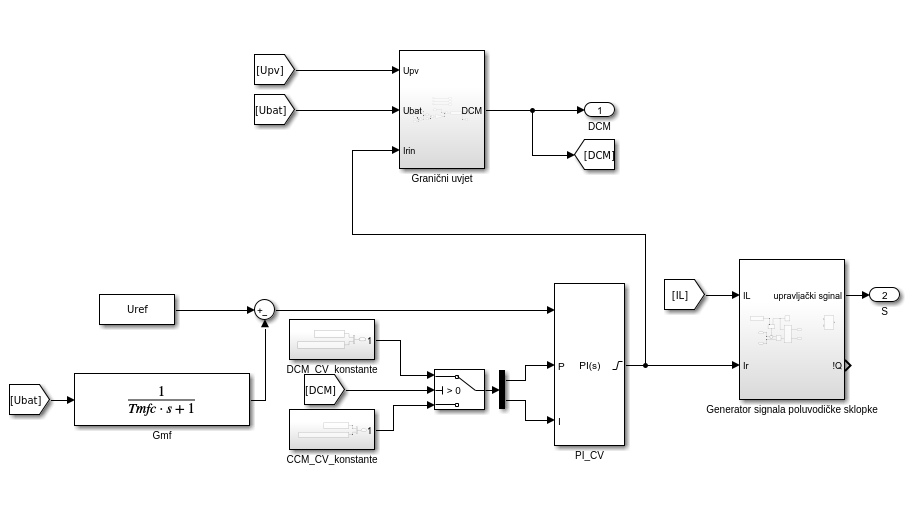 [Upv]
[Ubat]
Upv
Ubat
Irin
DCM
Granični uvjet
1
DCM
[DCM]
Uref
+_
[Ubat]
1
Tmfc · s + 1
Gmf
1
DCM_CV_konstante
[DCM]
> 0
1
CCM_CV_konstante
P
I
PI(s)
PI_CV
[IL]
IL
Ir
upravljački sginal
!Q
Generator signala poluvodičke sklopke
2
S